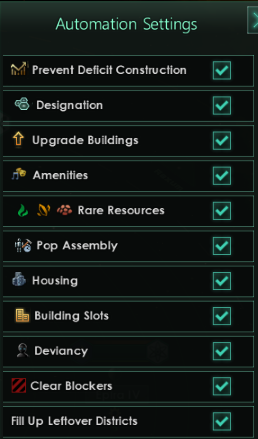 Automation Settings
Prevent Deficit Construction
Designation
Upgrade Buildings
Amenities
Rare Resources
Pop Assembly
Housing
Building Slots
Deviancy
Clear Blockers
Fill Up Leftover Districts